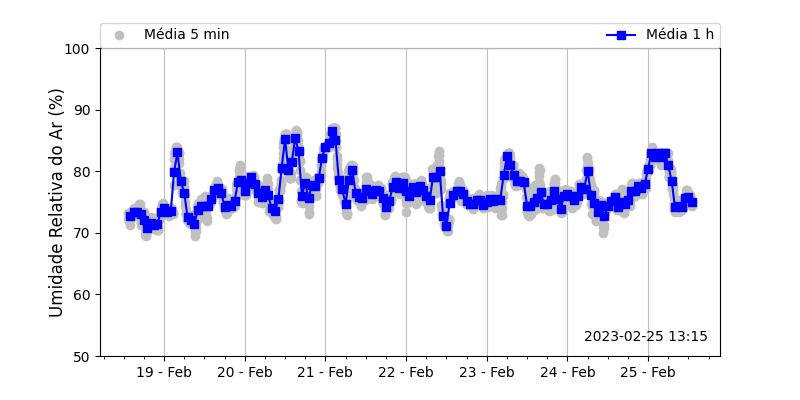 Média 5 min
Média 1 h
100
90
80
70
60
50
Umidade Relativa do Ar (%)
2023-02-25 13:15
19 - Feb
20 - Feb
21 - Feb
22 - Feb
23 - Feb
24 - Feb
25 - Feb